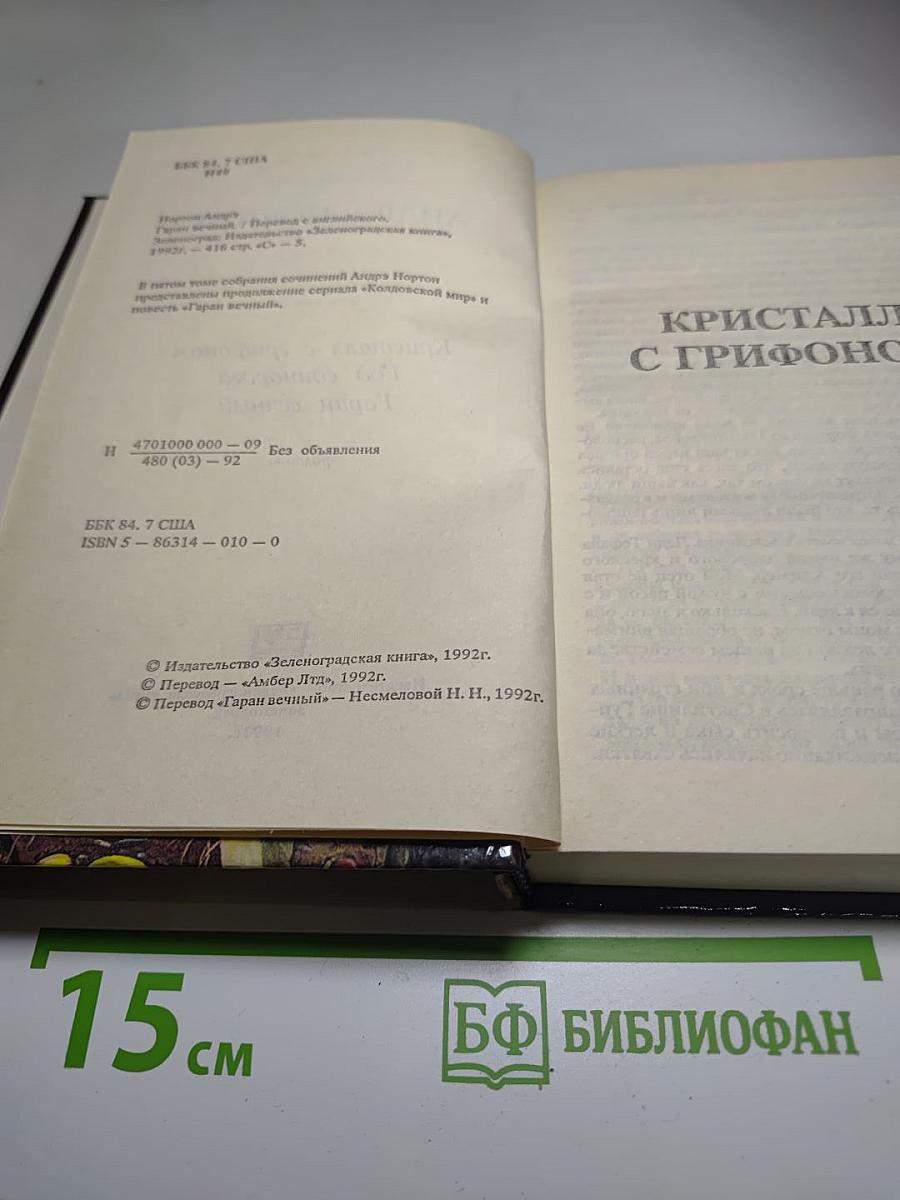 ББК 84. 7 США
Нортон Андрэ
Гаран вечный. / Перевод с английского.
Зеленоград: Издательство «Зеленоградская книга»,
1992г. — 416 стр. «С» — 5.
В пятом томе собрания сочинений Андрэ Нортон
представлены продолжение сериала «Колдовской мир» и
повесть «Гаран вечный».
Н 4701000 000 — 09 Без объявления
480 (03) — 92
ББК 84. 7 США
ISBN 5 — 86314 — 010 — 0
© Издательство «Зеленоградская книга», 1992г.
© Перевод — «Амбер Лтд», 1992г.
© Перевод «Гаран вечный» — Несмеловой Н. Н., 1992г.
КРИСТАЛЛ
С ГРИФОНО
15 см
БФ БИБЛИОФАН